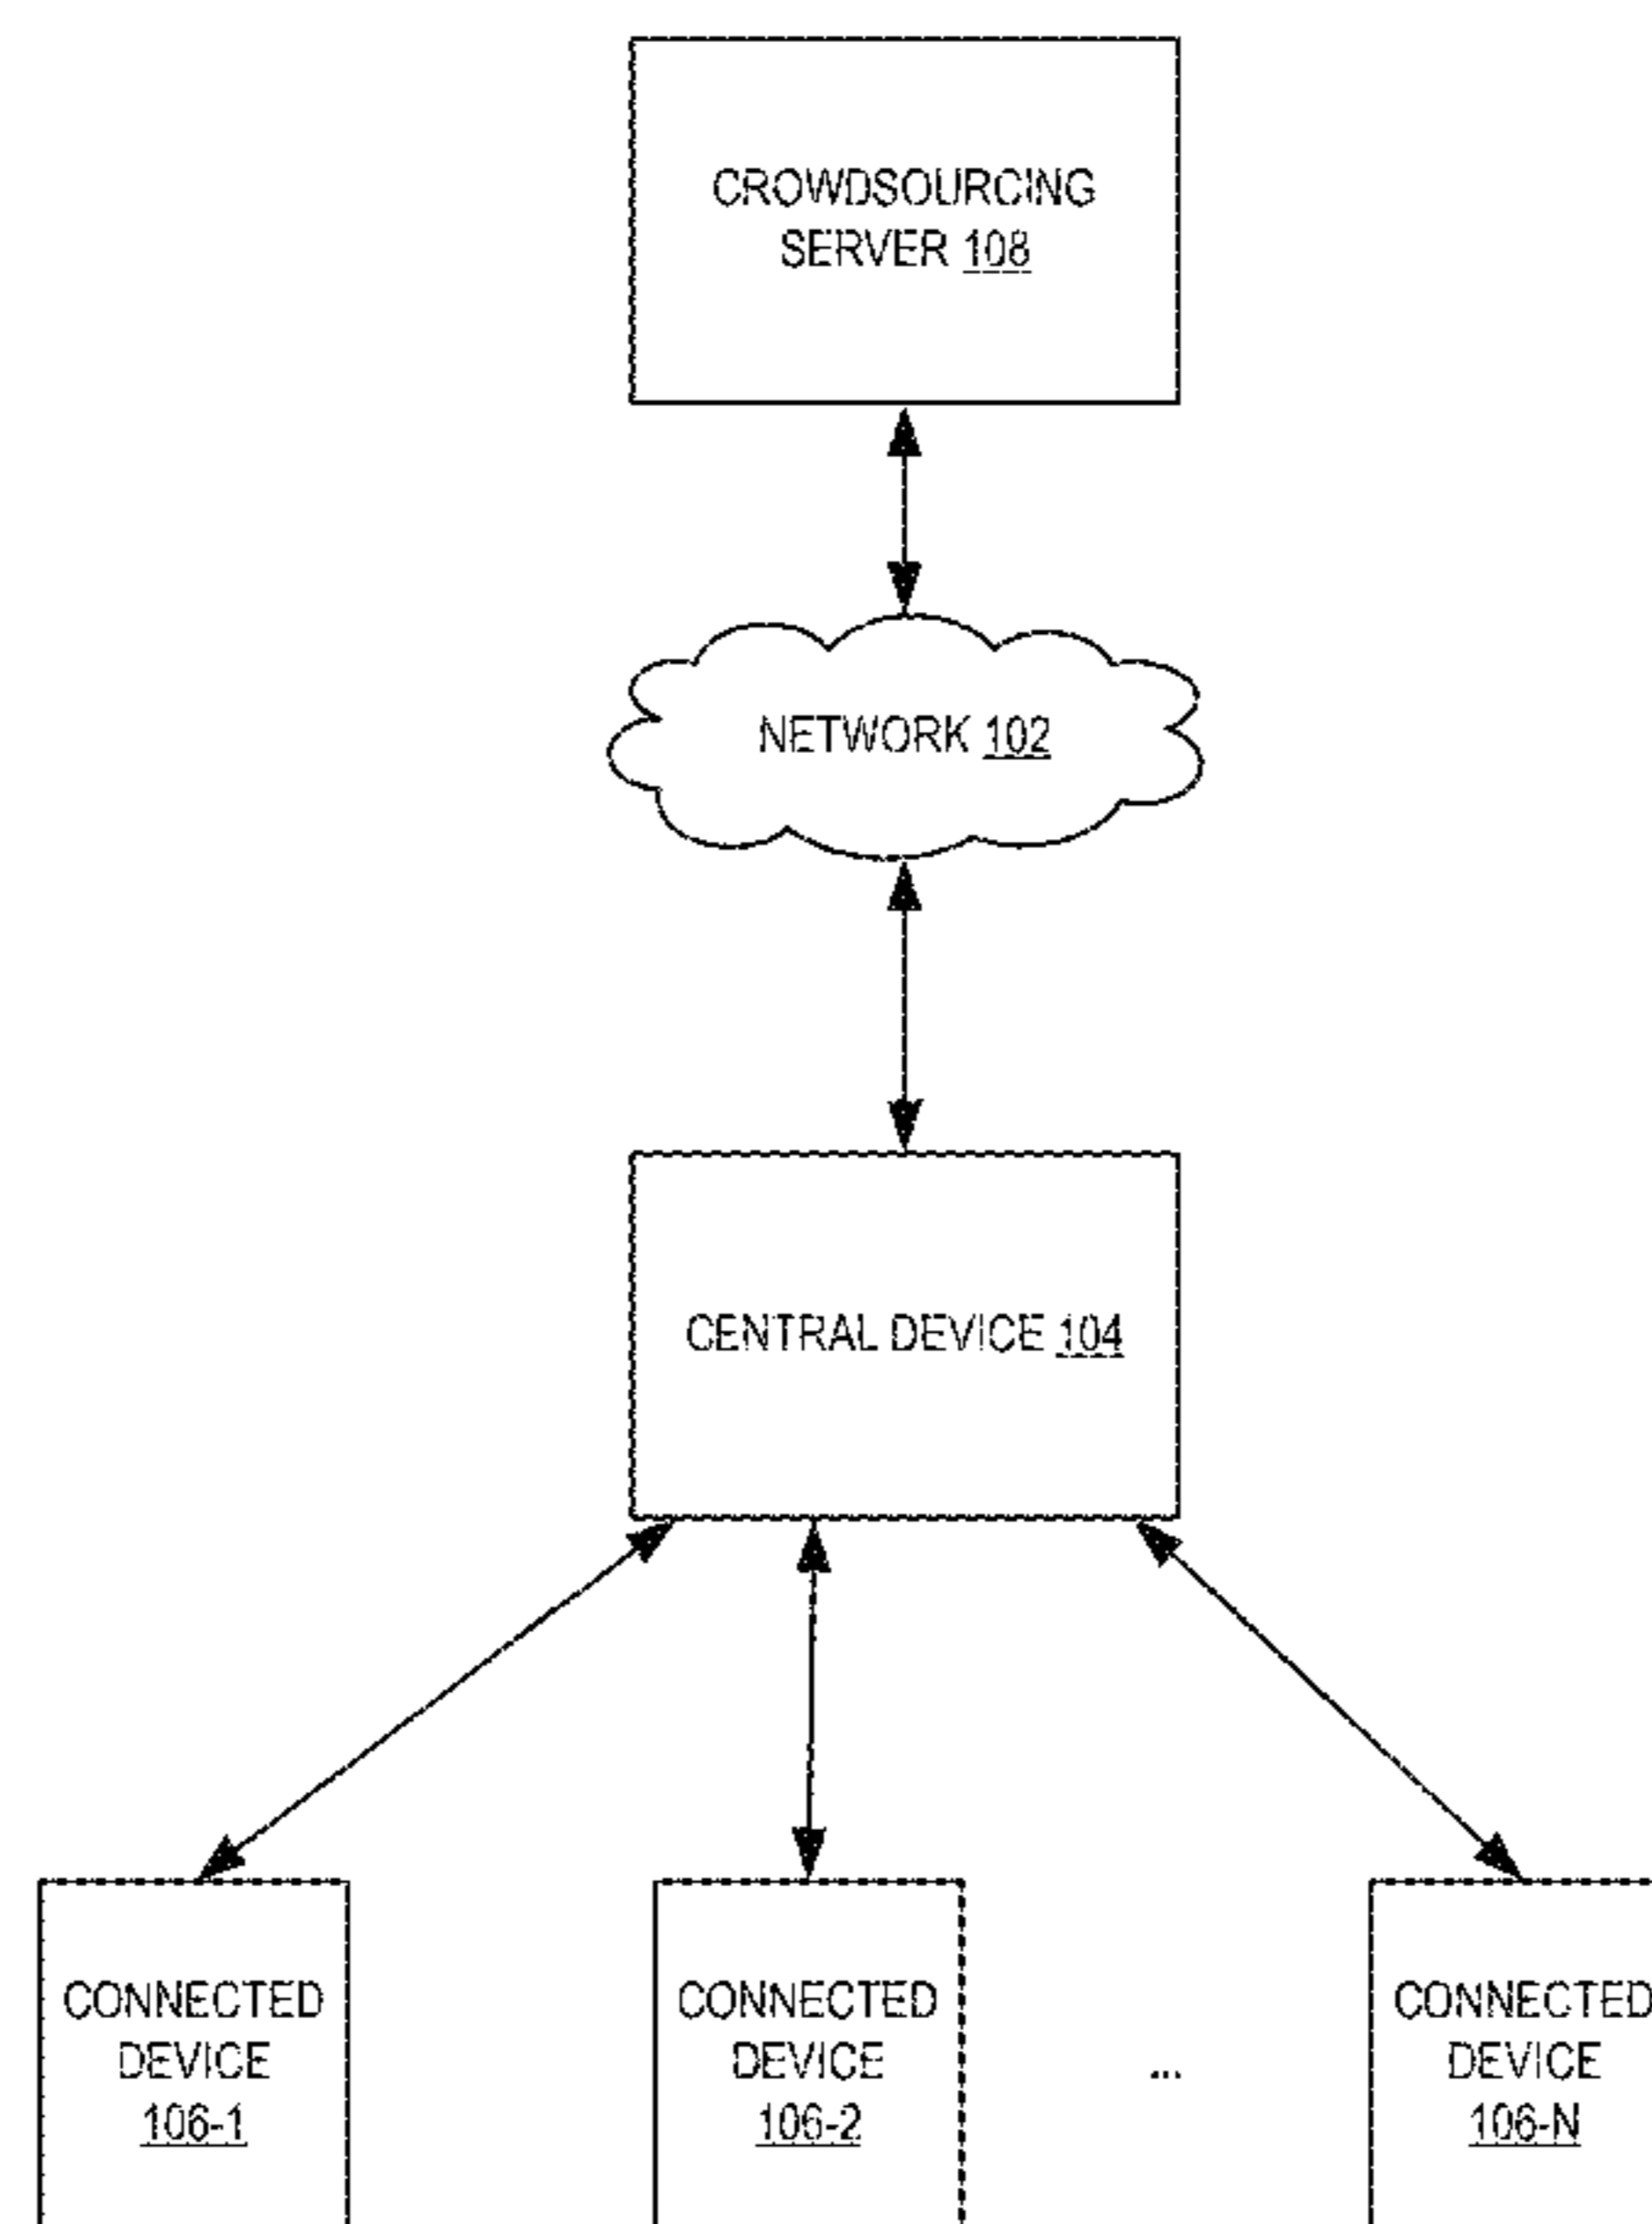 CROWDSOURCING
SERVER 108
NETWORK 102
CENTRAL DEVICE 104
CONNECTED
DEVICE
106-1
CONNECTED
DEVICE
106-2
...
CONNECTED
DEVICE
106-N